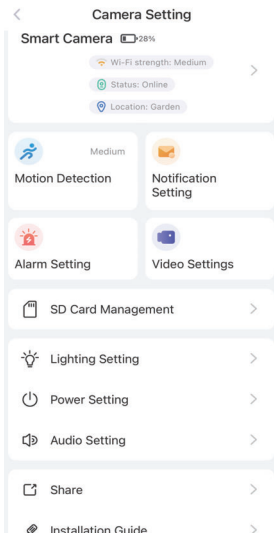 Camera Setting
Smart Camera 28%
Wi-Fi strength: Medium
Status: Online
Location: Garden
Medium
Motion Detection
Notification
Setting
Alarm Setting
Video Settings
SD Card Management
Lighting Setting
Power Setting
Audio Setting
Share
Installation Guide